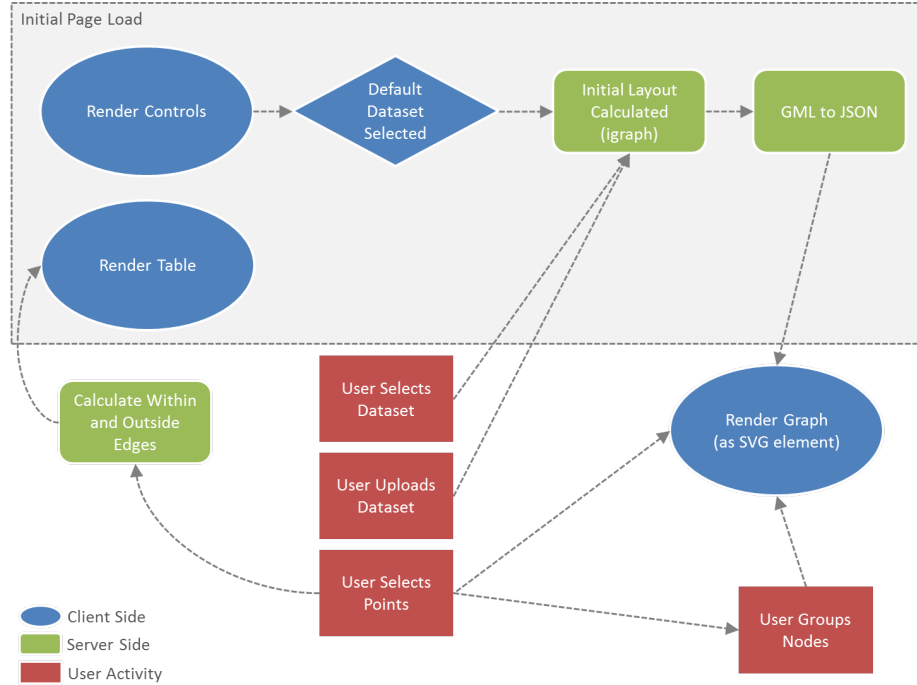 Initial Page Load
Render Controls
Default
Dataset
Selected
Initial Layout
Calculated
(igraph)
GML to JSON
Render Table
User Selects
Dataset
Calculate Within
and Outside
Edges
Render Graph
(as SVG element)
User Uploads
Dataset
User Selects
Points
User Groups
Nodes
Client Side
Server Side
User Activity